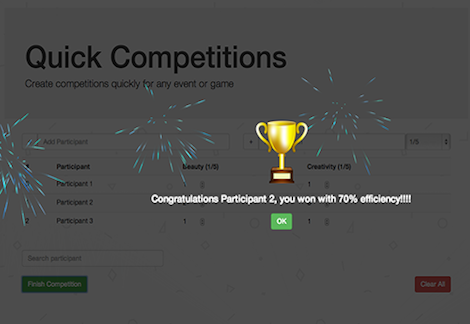 Quick Competitions
Create competitions quickly for any event or game
Add Participant
1/5
Participant Beauty (1/5) Creativity (1/5)
Participant 1 1
Participant 2
Congratulations Participant 2, you won with 70% efficiency!!!!
2 Participant 3 1 1
OK
Search participant
Finish Competition Clear All